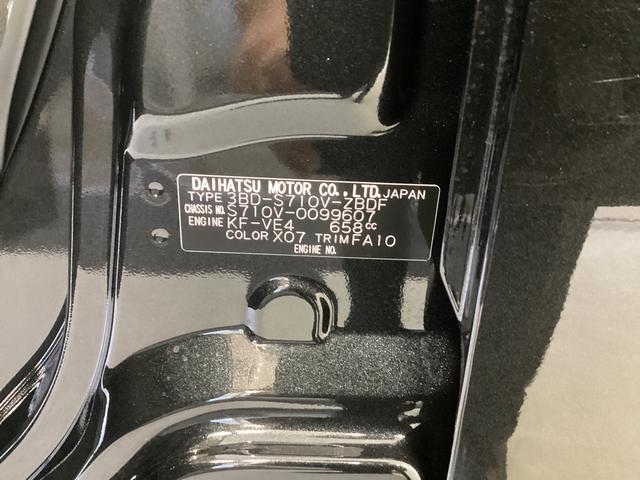 DAIHATSU MOTOR CO., LTD. JAPAN
TYPE 3BD-S710V-ZBDF
CHASSIS NO. S710V-0099607
ENGINE KF-VE4 658cc
COLOR X07 TRIM FA10
ENGINE NO.